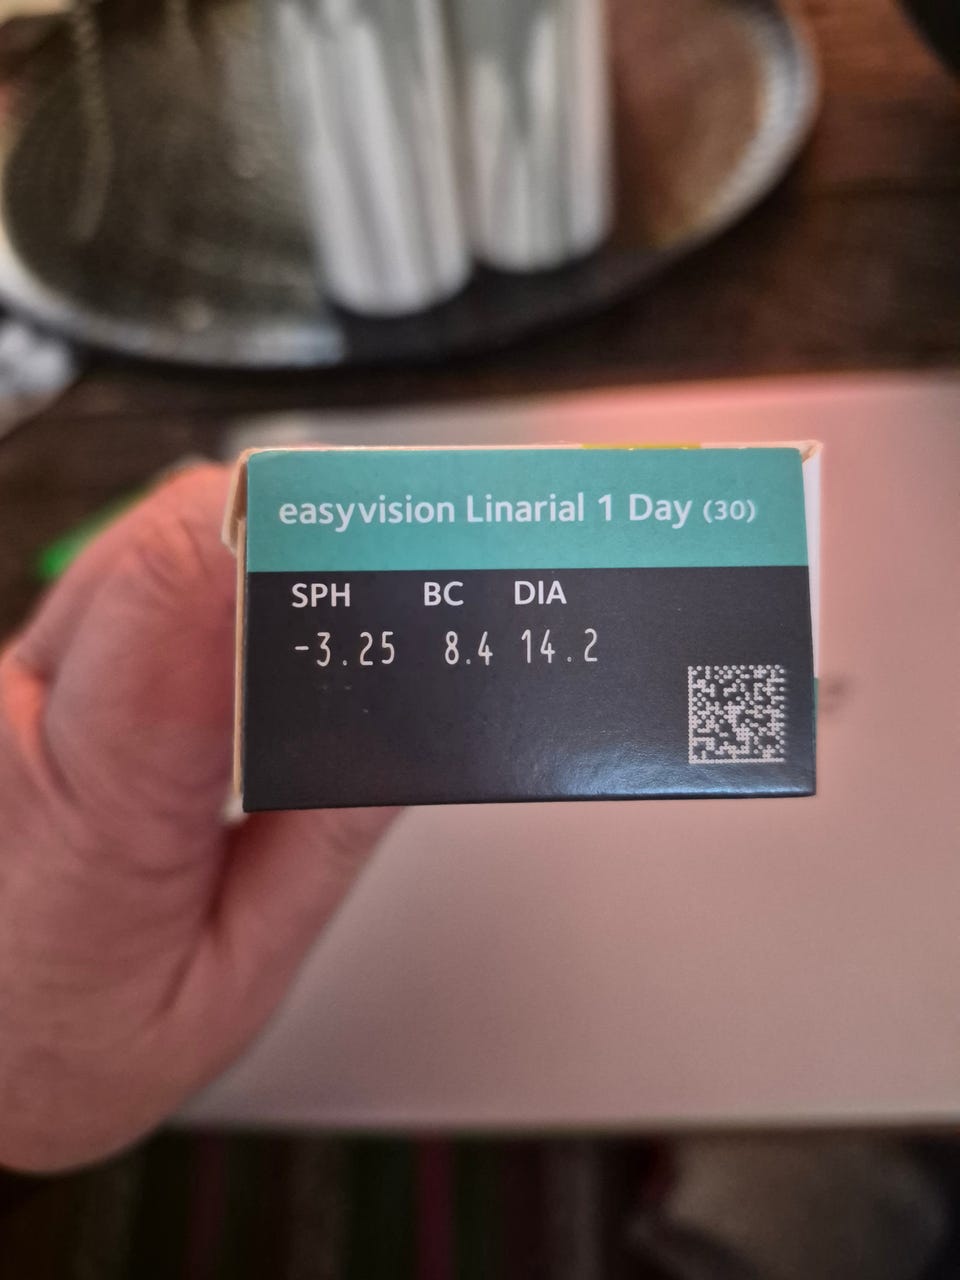 easyvision Linarial 1 Day (30)
SPH BC DIA
-3.25 8.4 14.2